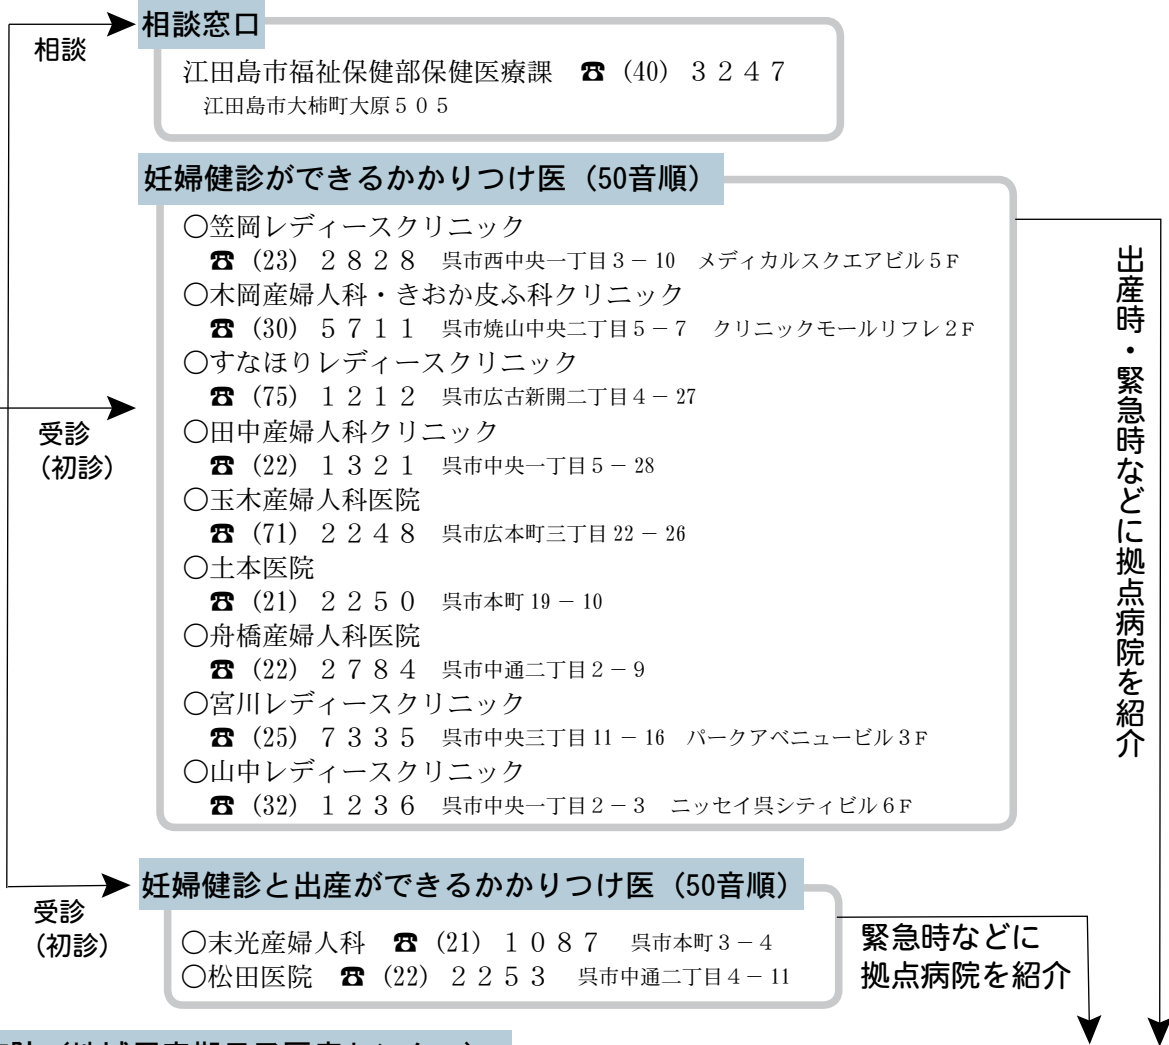 相談窓口
相談
江田島市福祉保健部保健医療課　☎（40）３２４７
江田島市大柿町大原５０５
妊婦健診ができるかかりつけ医（50音順）
受診
（初診）
〇笠岡レディースクリニック
☎（23）２８２８　呉市西中央一丁目３－10　メディカルスクエアビル５F
〇木岡産婦人科・きおか皮ふ科クリニック
☎（30）５７１１　呉市焼山中央二丁目５－７　クリニックモールリフレ２F
〇すなほりレディースクリニック
☎（75）１２１２　呉市広古新開二丁目４－27
〇田中産婦人科クリニック
☎（22）１３２１　呉市中央一丁目５－28
〇玉木産婦人科医院
☎（71）２２４８　呉市広本町三丁目22－26
〇土本医院
☎（21）２２５０　呉市本町19－10
〇舟橋産婦人科医院
☎（22）２７８４　呉市中通二丁目２－９
〇宮川レディースクリニック
☎（25）７３３５　呉市中央三丁目11－16　パークアベニュービル３F
〇山中レディースクリニック
☎（32）１２３６　呉市中央一丁目２－３　ニッセイ呉シティビル６F
出産時・緊急時などに拠点病院を紹介
妊婦健診と出産ができるかかりつけ医（50音順）
受診
（初診）
〇末光産婦人科　☎（21）１０８７　呉市本町３－４
〇松田医院　☎（22）２２５３　呉市中通二丁目４－11
緊急時などに
拠点病院を紹介